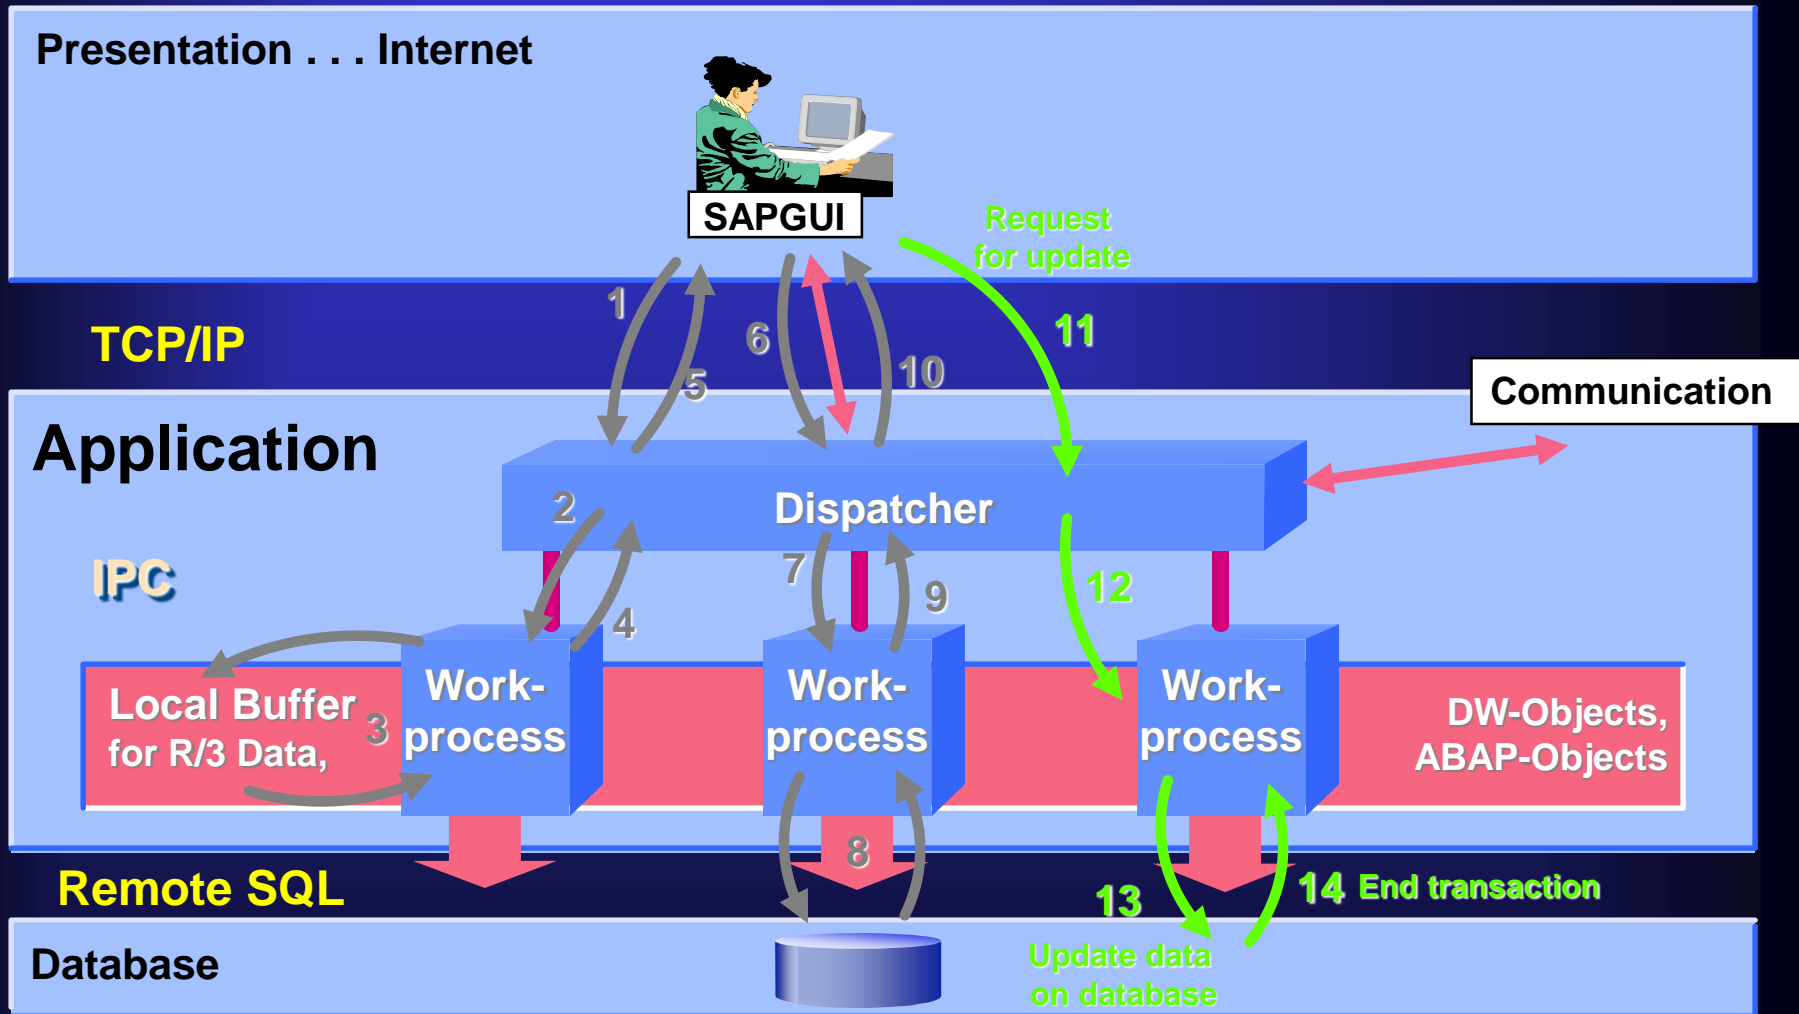 Presentation . . . Internet
SAPGUI
Request
for update
1
6
11
TCP/IP
5
10
Communication
Application
2
Dispatcher
IPC
7
12
9
4
Work-
process
Work-
process
Work-
process
Local Buffer
for R/3 Data,
3
DW-Objects,
ABAP-Objects
8
Remote SQL
13
14 End transaction
Database
Update data
on database